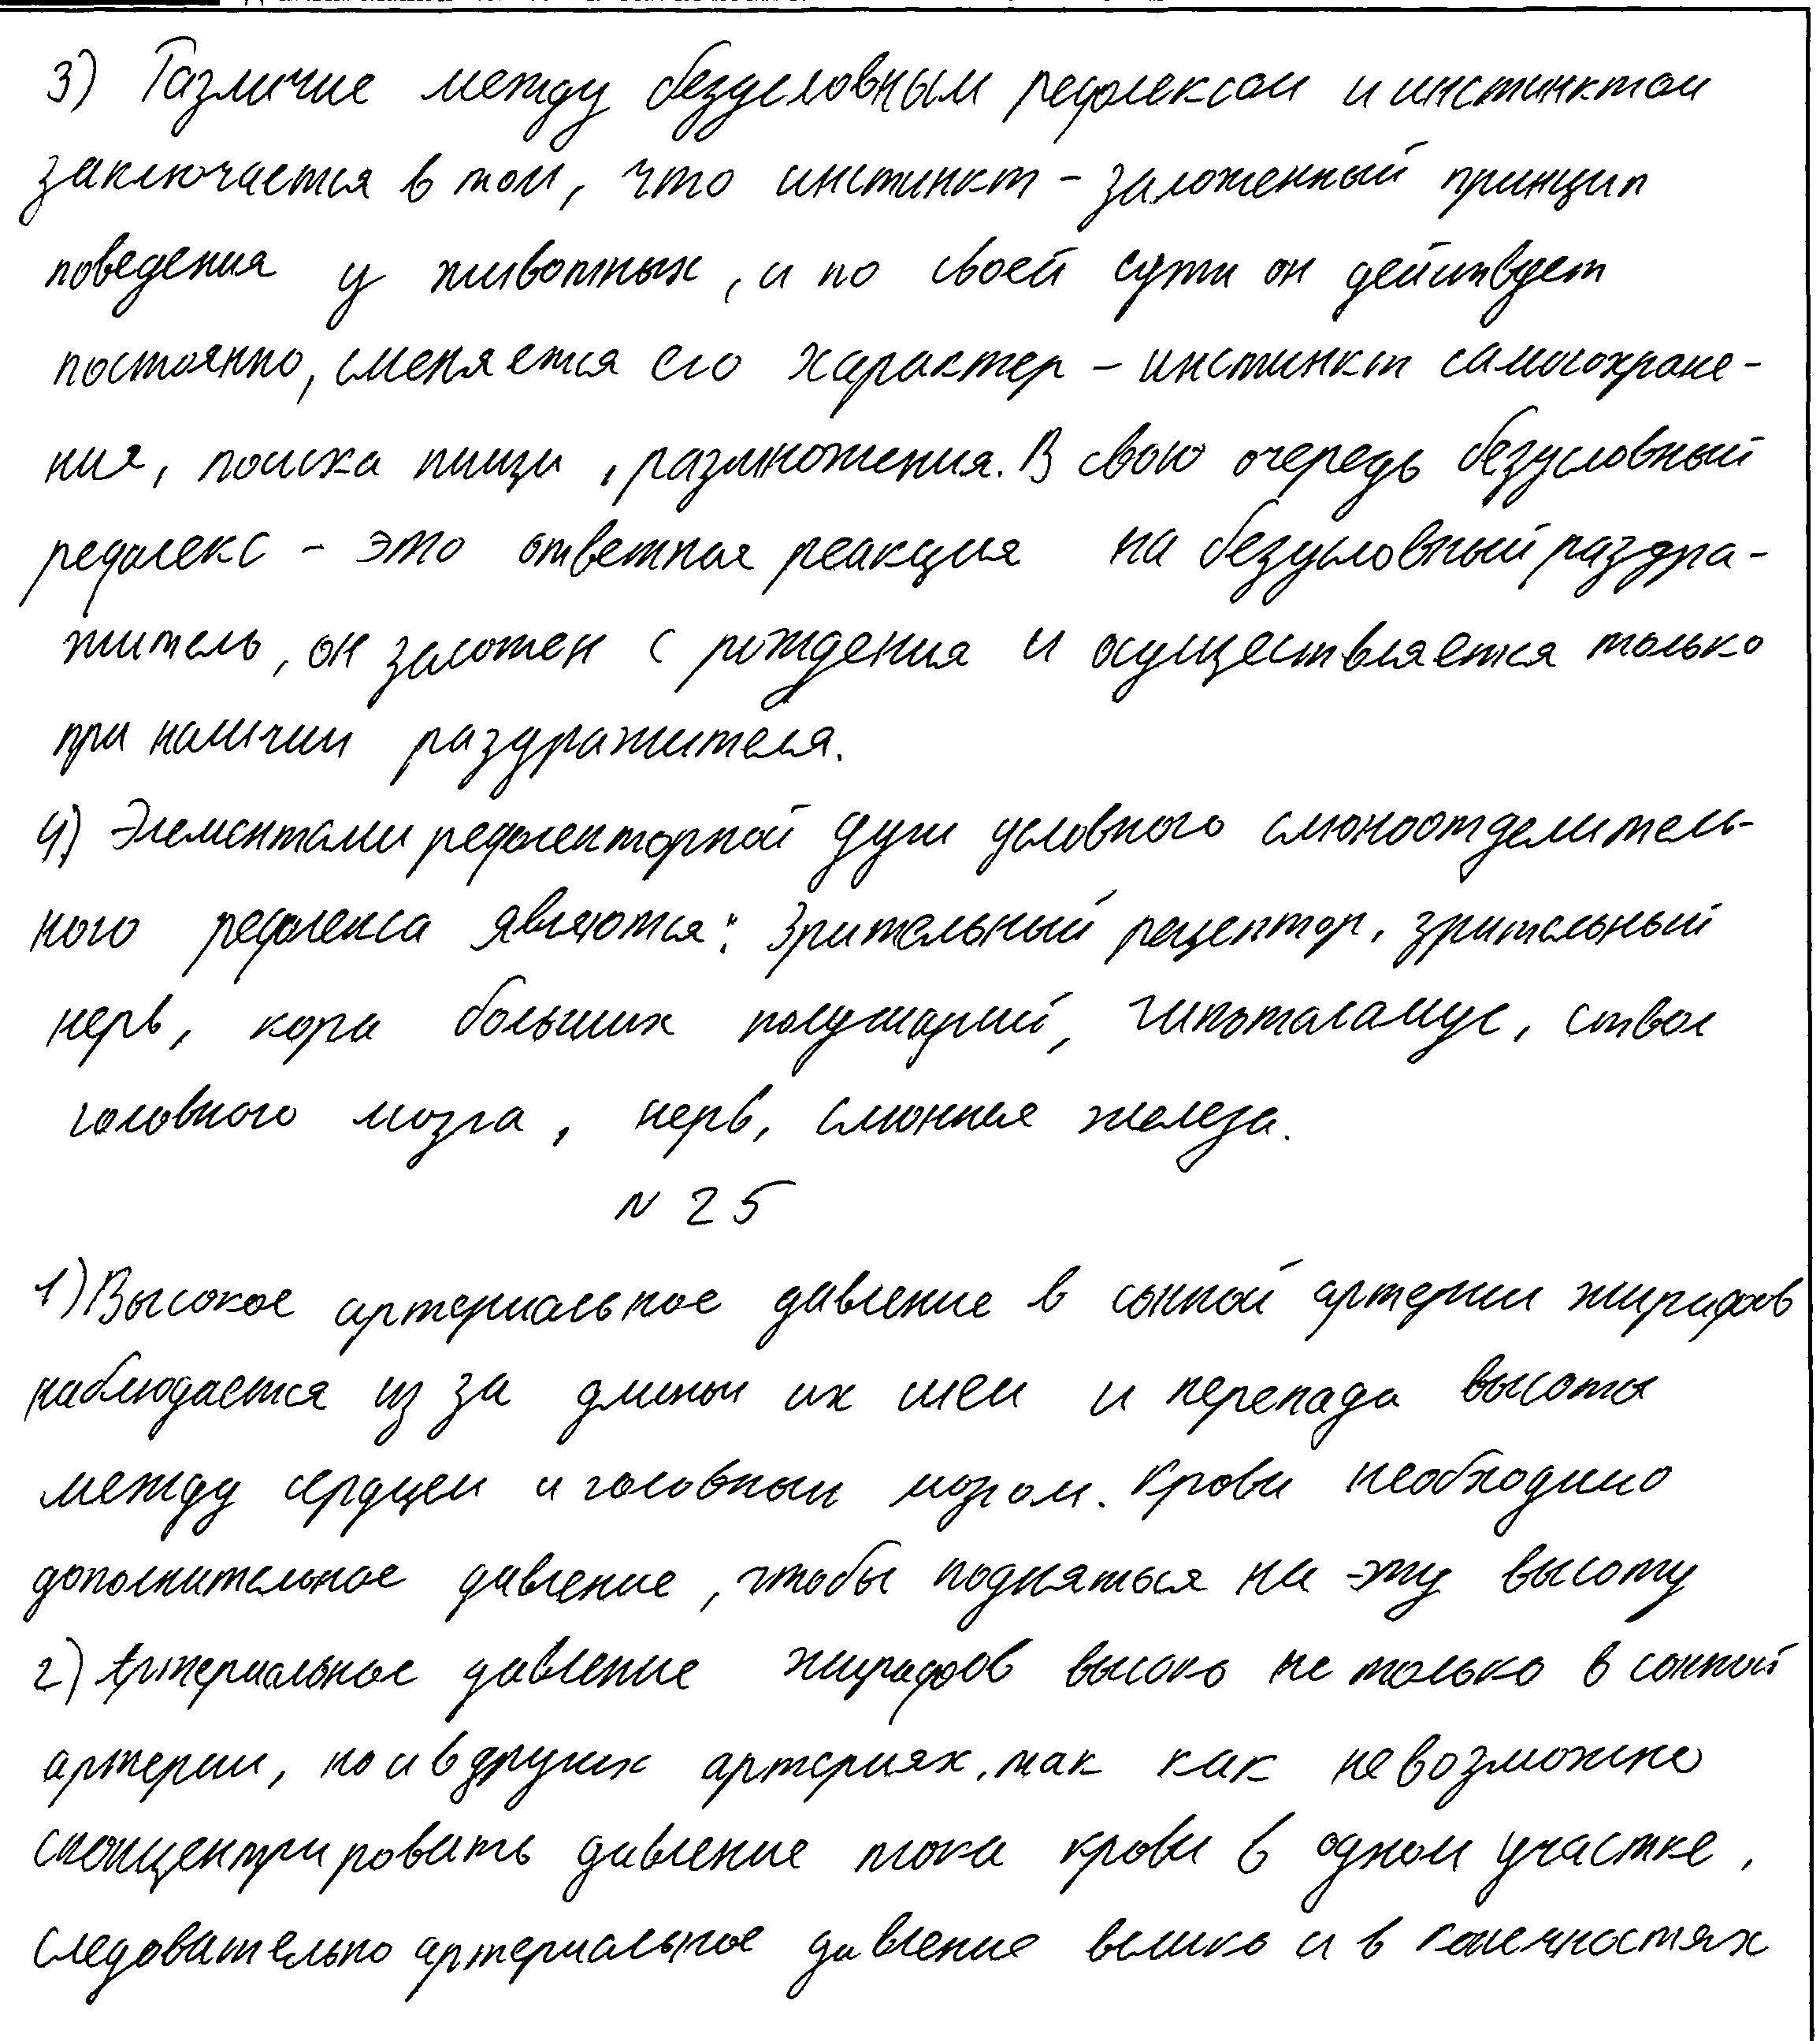 3) Различие между безусловным рефлексом и инстинктом
заключается в том, что инстинкт - заложенный принцип
поведения у животных, и по своей сути он действует
постоянно, сменяется его характер - инстинкт самосохране-
ния, поиска пищи, размножения. В свою очередь безусловный
рефлекс - это ответная реакция на безусловный раздра-
житель, он заложен с рождения и осуществляется только
при наличии раздражителя.
4) Элементами рефлекторной дуги условного слюноотделитель-
ного рефлекса являются: зрительный рецептор, зрительный
нерв, кора больших полушарий, гипоталамус, ствол
головного мозга, нерв, слюнная железа.
N 25
1) Высокое артериальное давление в сонной артерии жирафов
наблюдается из за длины их шеи и перепада высоты
между сердцем и головным мозгом. Крови необходимо
дополнительное давление, чтобы подняться на эту высоту
2) Артериальное давление жирафов высоко не только в сонной
артерии, но и в других артериях, так как невозможно
сконцентрировать давление тока крови в одном участке,
следовательно артериальное давление велико и в конечностях